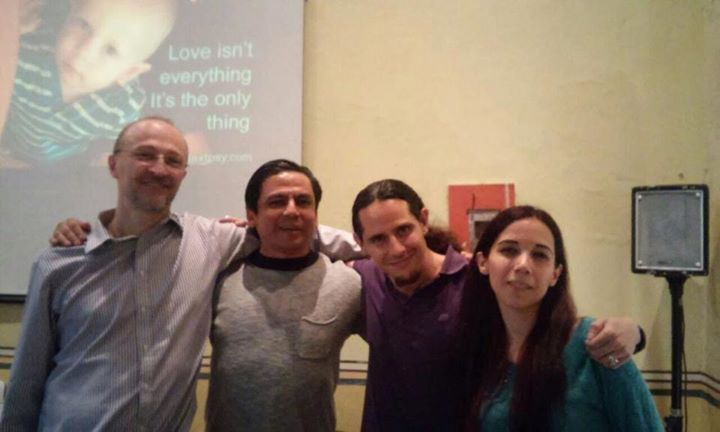 Love isn't
everything
It's the only
thing